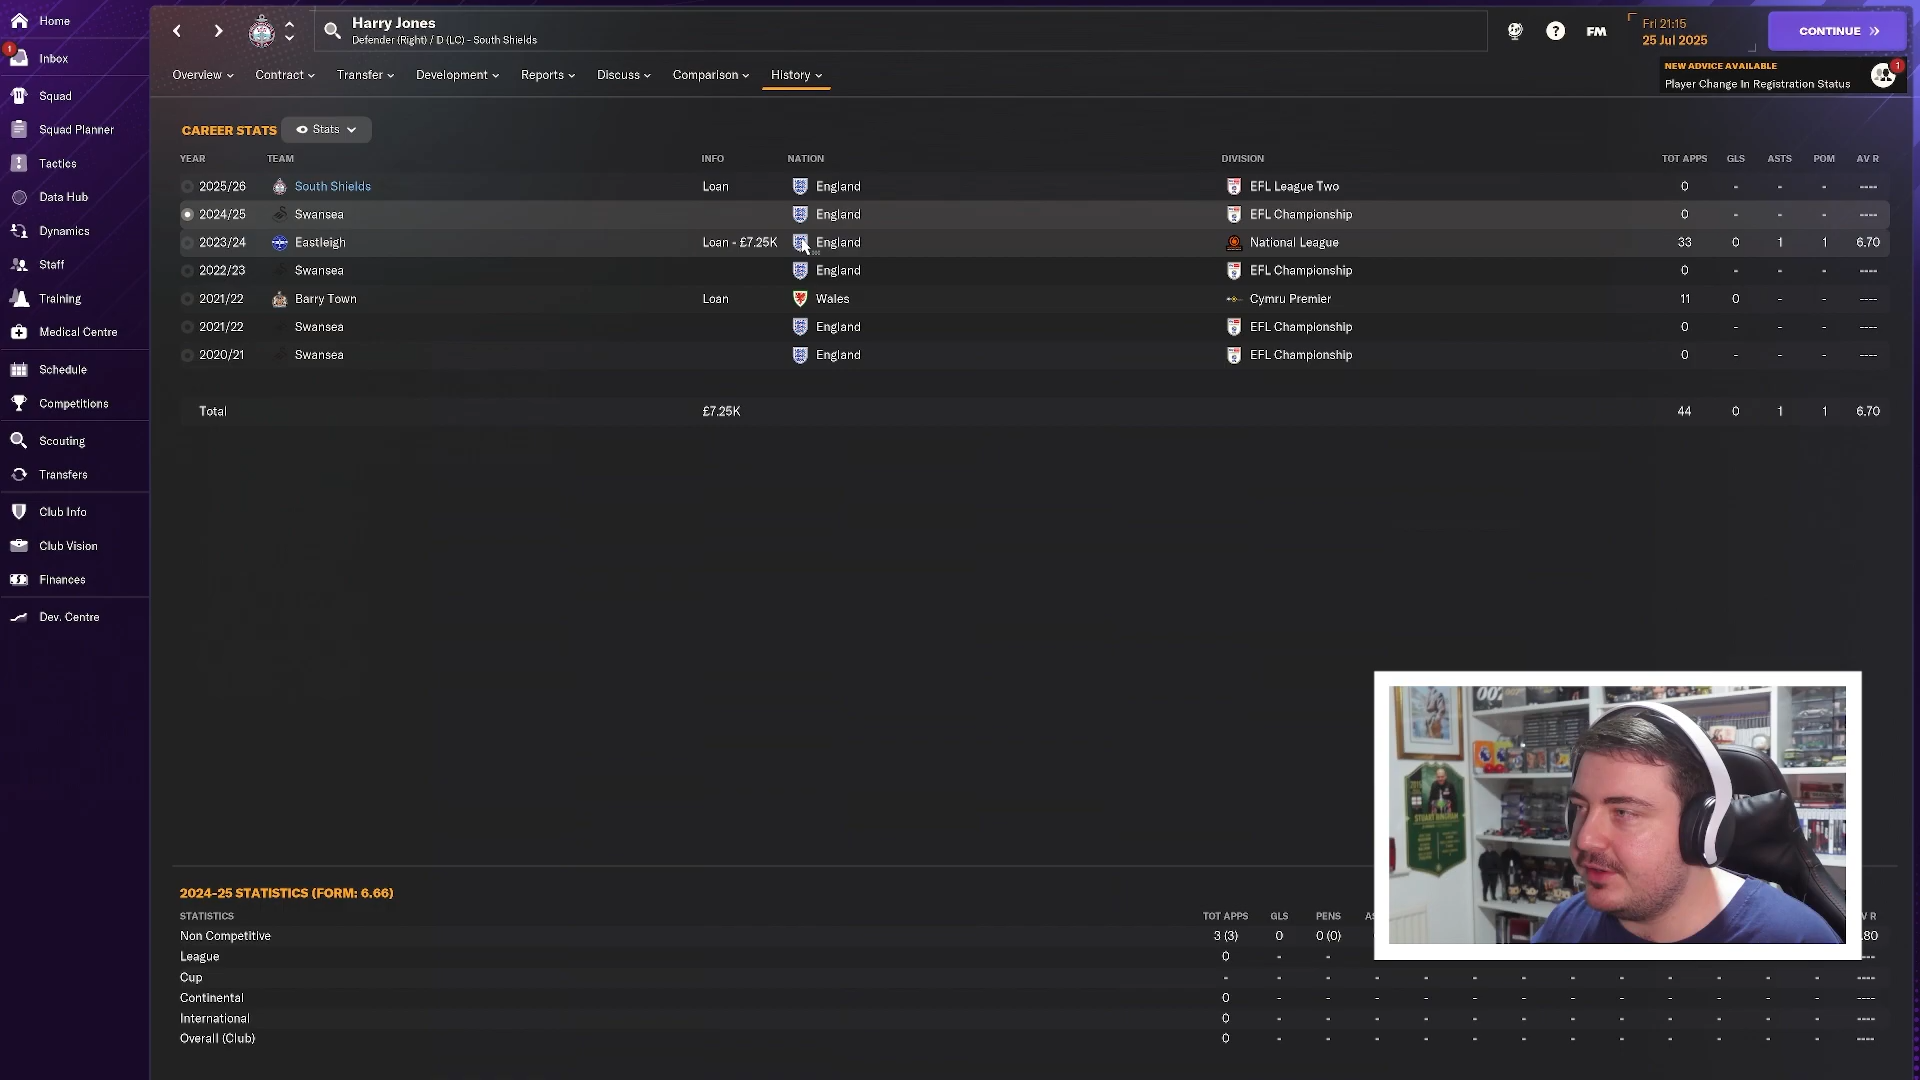 Home
1
Inbox
Squad
Squad Planner
Tactics
Data Hub
Dynamics
Staff
Training
Medical Centre
Schedule
Competitions
Scouting
Transfers
Club Info
Club Vision
Finances
Dev. Centre
Harry Jones
Defender (Right) / D (LC) - South Shields
?
FM
Fri 21:15
25 Jul 2025
CONTINUE
Overview
Contract
Transfer
Development
Reports
Discuss
Comparison
History
NEW ADVICE AVAILABLE
Player Change In Registration Status
1
CAREER STATS Stats
YEAR TEAM INFO NATION DIVISION TOT APPS GLS ASTS POM AV R
2025/26 South Shields Loan England EFL League Two 0 - - - ----
2024/25 Swansea England EFL Championship 0 - - - ----
2023/24 Eastleigh Loan - £7.25K England National League 33 0 1 1 6.70
2022/23 Swansea England EFL Championship 0 - - - ----
2021/22 Barry Town Loan Wales Cymru Premier 11 0 - - ----
2021/22 Swansea England EFL Championship 0 - - - ----
2020/21 Swansea England EFL Championship 0 - - - ----
Total £7.25K 44 0 1 1 6.70
007
STUART BINGHAM
2024-25 STATISTICS (FORM: 6.66)
STATISTICS TOT APPS GLS PENS
Non Competitive 3 (3) 0 0 (0) .80
League 0 - -
Cup - - - - - - - - - - - - - ----
Continental 0 - - - - - - - - - - - - ----
International 0 - - - - - - - - - - - - ----
Overall (Club) 0 - - - - - - - - - - - - ----